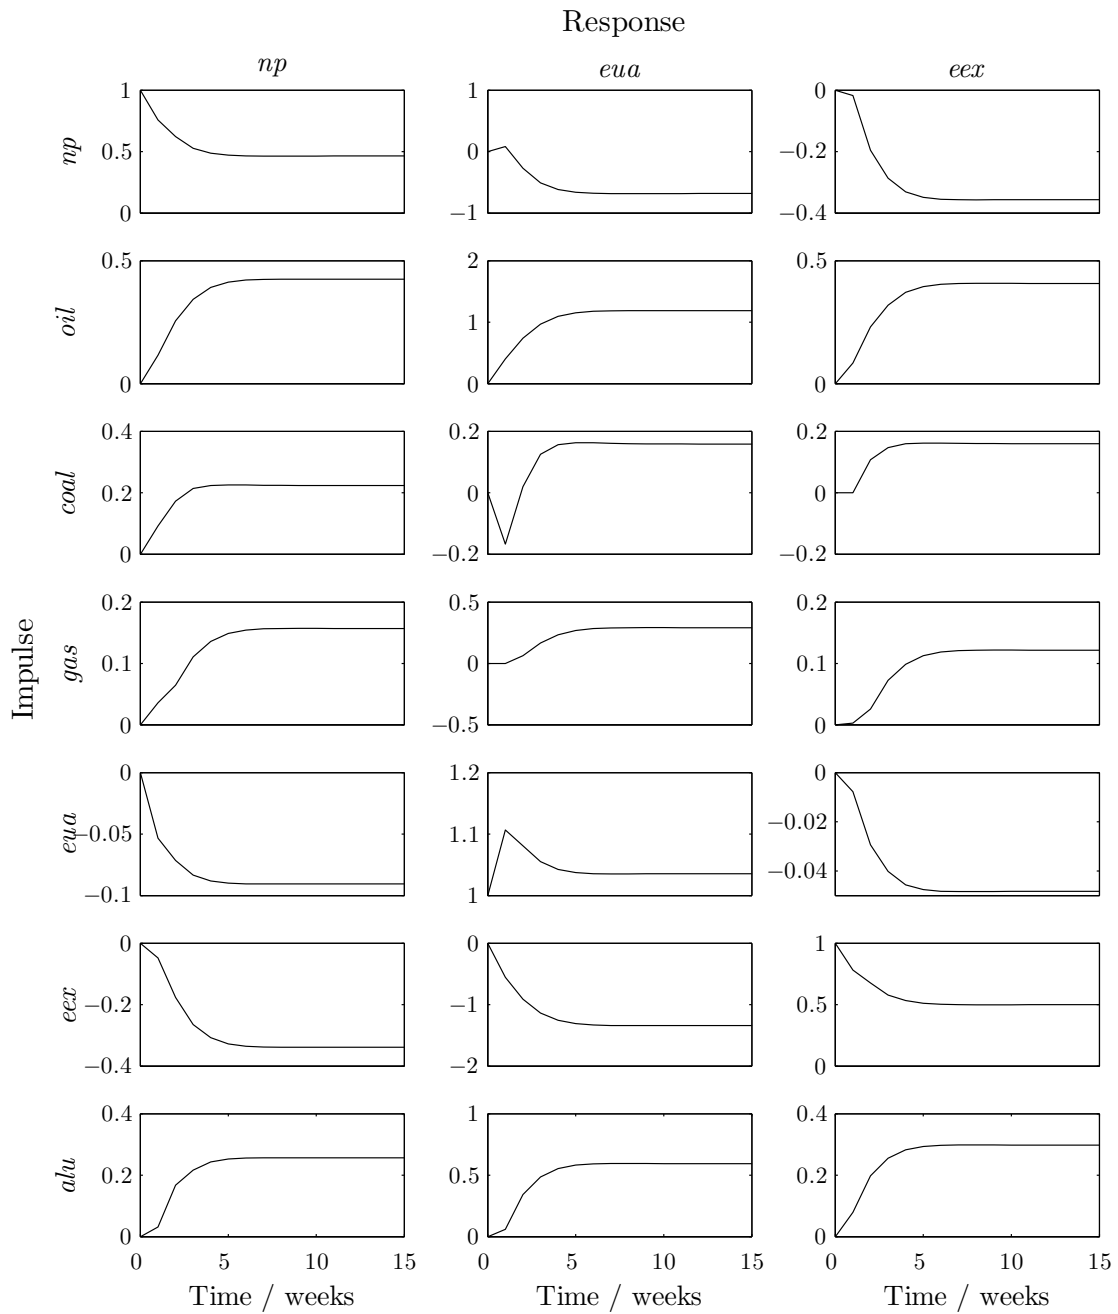 Response
np eua eex
np
1 0.5 0
1 0 −1
0 −0.2 −0.4
oil
0.5 0
2 1 0
0.5 0
coal
0.4 0.2 0
0.2 0 −0.2
0.2 0 −0.2
Impulse
gas
0.2 0.1 0
0.5 0 −0.5
0.2 0.1 0
eua
0 −0.05 −0.1
1.2 1.1 1
0 −0.02 −0.04
eex
0 −0.2 −0.4
0 −1 −2
1 0.5 0
alu
0.4 0.2 0
1 0.5 0
0.4 0.2 0
0 5 10 15 0 5 10 15 0 5 10 15
Time / weeks Time / weeks Time / weeks